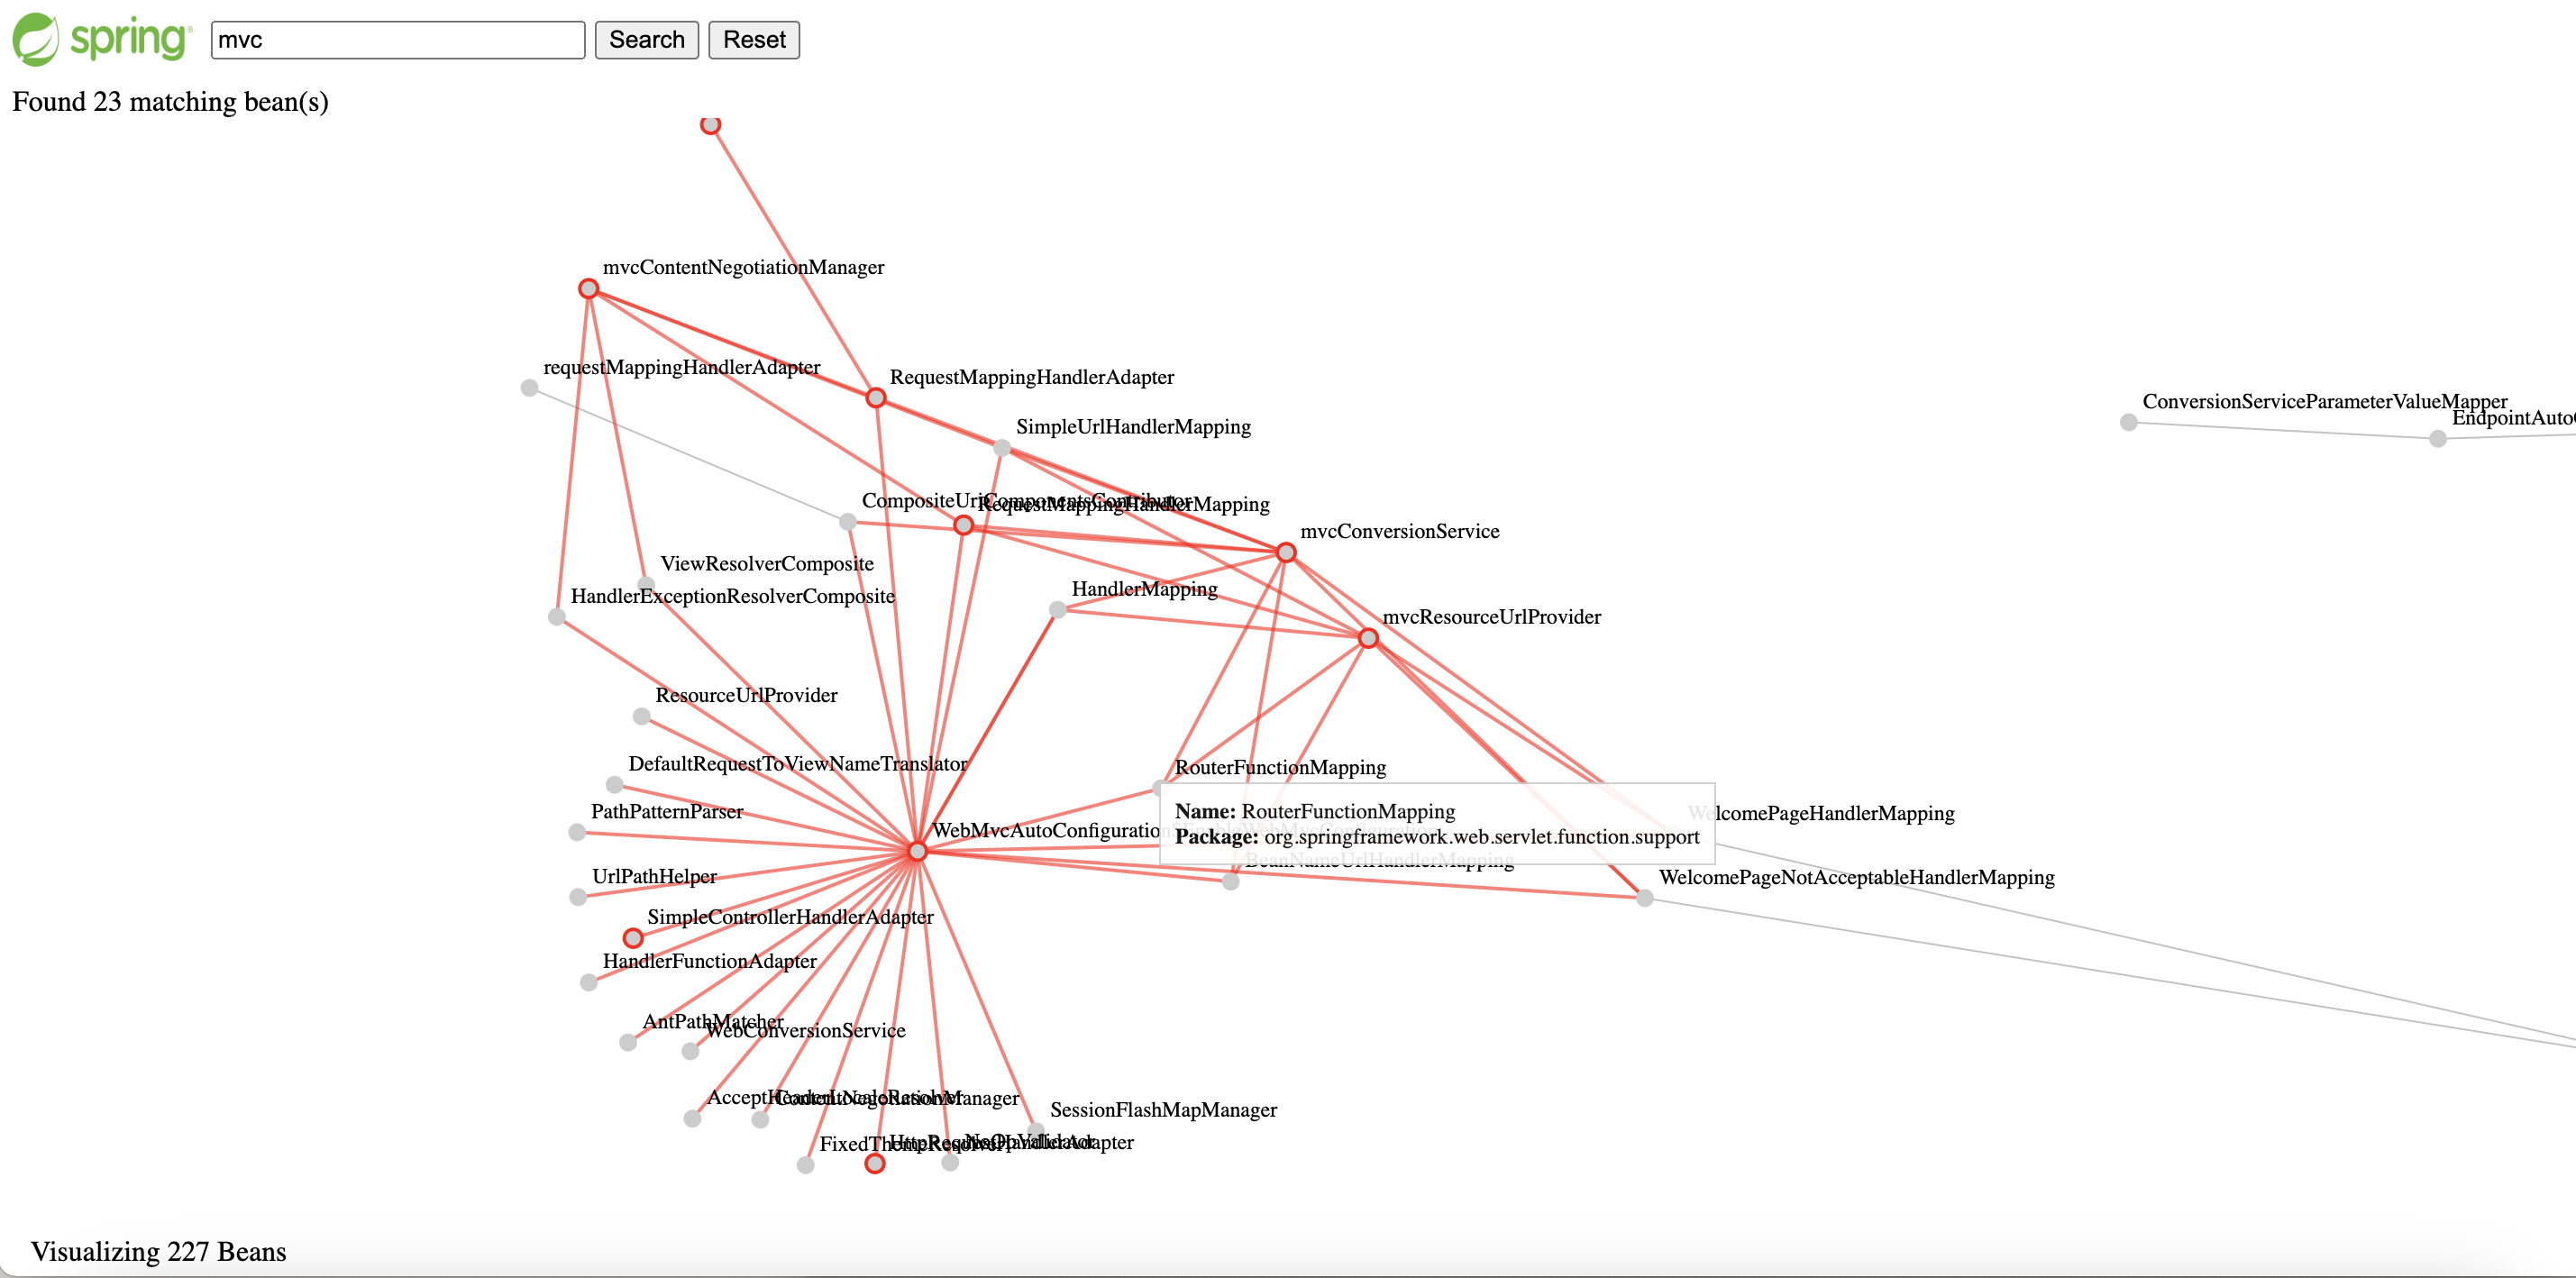 spring
mvc
Search
Reset
Found 23 matching bean(s)
mvcContentNegotiationManager
requestMappingHandlerAdapter
RequestMappingHandlerAdapter
ConversionServiceParameterValueMapper
EndpointAuto
SimpleUrlHandlerMapping
CompositeUriComponentsContributor
RequestMappingHandlerMapping
mvcConversionService
ViewResolverComposite
HandlerMapping
HandlerExceptionResolverComposite
mvcResourceUrlProvider
ResourceUrlProvider
DefaultRequestToViewNameTranslator
RouterFunctionMapping
PathPatternParser
Name: RouterFunctionMapping
WelcomePageHandlerMapping
WebMvcAutoConfiguration$EnableWebMvcConfiguration
Package: org.springframework.web.servlet.function.support
BeanNameUrlHandlerMapping
UrlPathHelper
WelcomePageNotAcceptableHandlerMapping
SimpleControllerHandlerAdapter
HandlerFunctionAdapter
AntPathMatcher
WebConversionService
AcceptHeaderLocaleResolver
ContentNegotiationManager
SessionFlashMapManager
FixedThemeResolver
HttpRequestHandlerAdapter
NoOpValidator
Visualizing 227 Beans